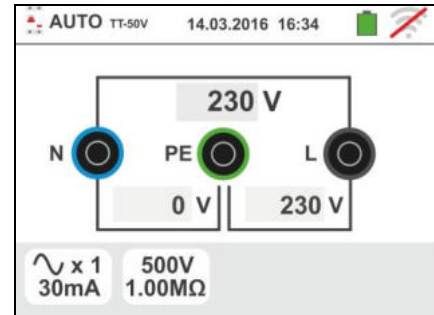 AUTO TT-50V 14.03.2016 16:34
230 V
N PE L
0 V 230 V
x 1 500V
30mA 1.00MΩ